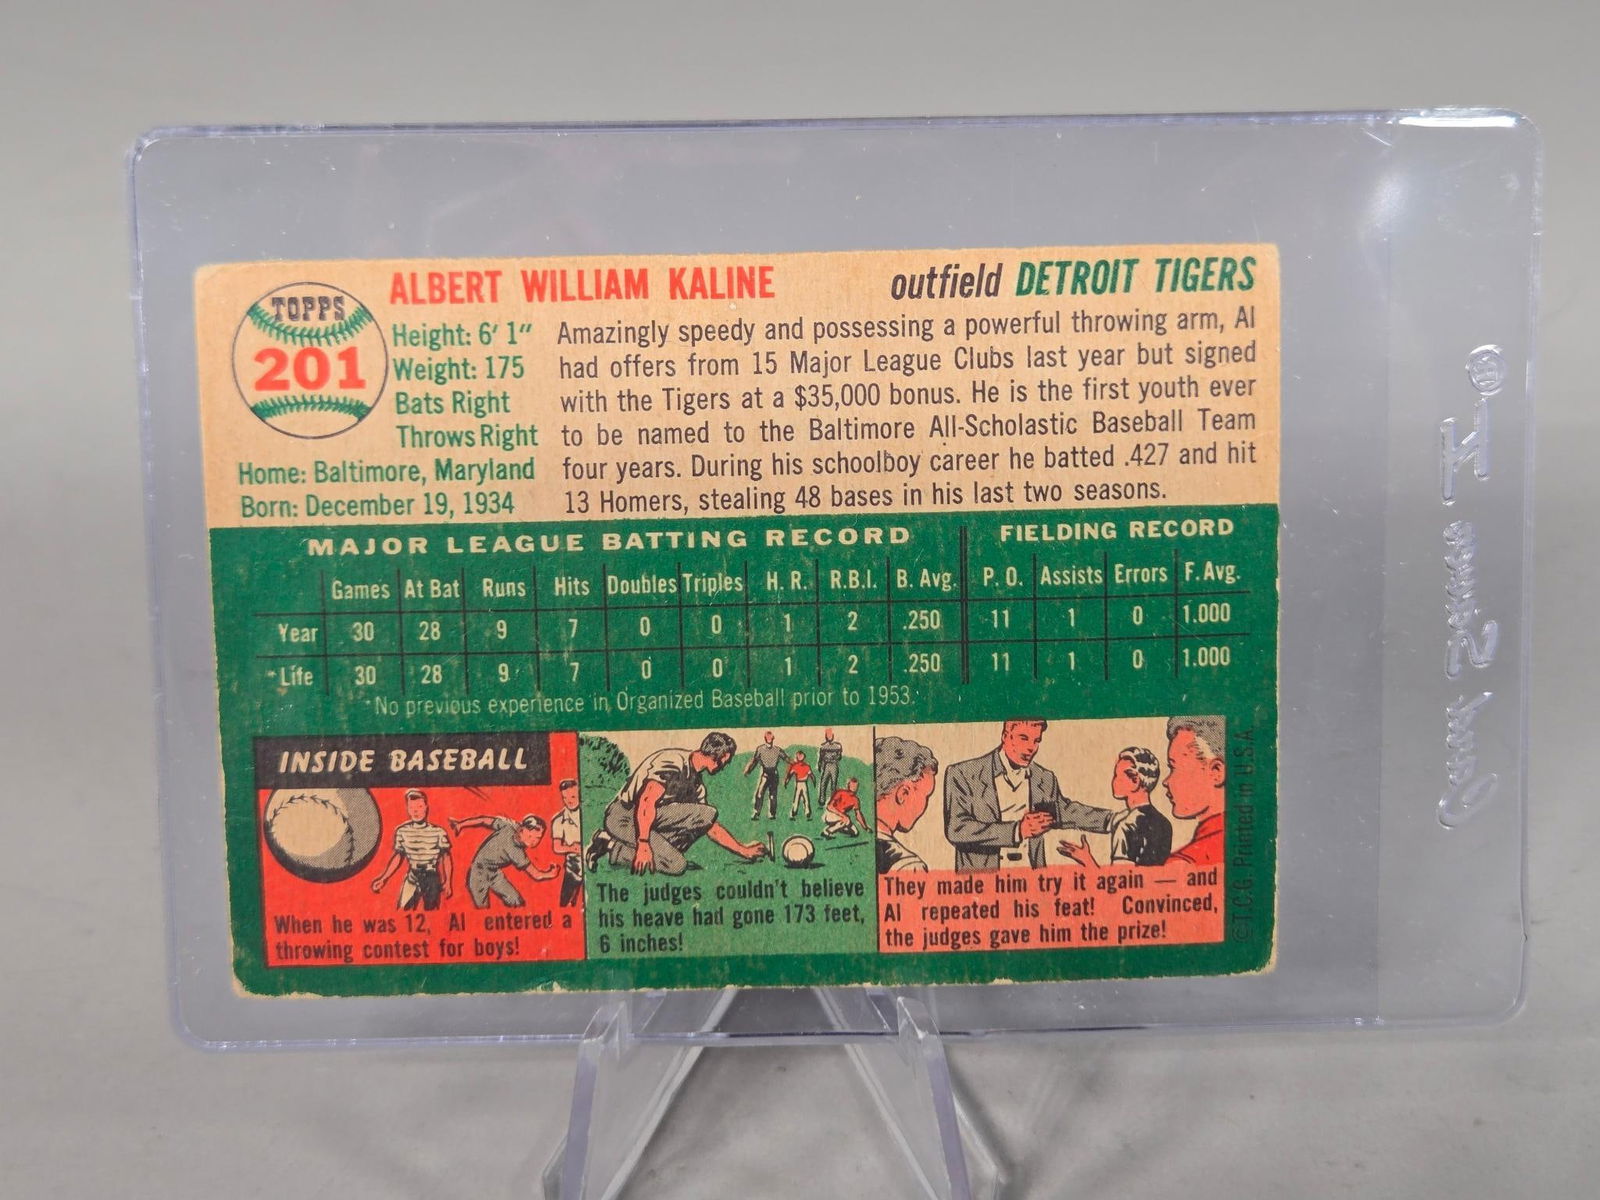 ALBERT WILLIAM KALINE outfield DETROIT TIGERS
TOPPS
201
Height: 6' 1"
Weight: 175
Bats Right
Throws Right
Home: Baltimore, Maryland
Born: December 19, 1934
Amazingly speedy and possessing a powerful throwing arm, Al
had offers from 15 Major League Clubs last year but signed
with the Tigers at a $35,000 bonus. He is the first youth ever
to be named to the Baltimore All-Scholastic Baseball Team
four years. During his schoolboy career he batted .427 and hit
13 Homers, stealing 48 bases in his last two seasons.
MAJOR LEAGUE BATTING RECORD FIELDING RECORD
Games At Bat Runs Hits Doubles Triples H. R. R.B.I. B. Avg. P. O. Assists Errors F. Avg.
Year 30 28 9 7 0 0 1 2 .250 11 1 0 1.000
*Life 30 28 9 7 0 0 1 2 .250 11 1 0 1.000
*No previous experience in Organized Baseball prior to 1953.
INSIDE BASEBALL
When he was 12, Al entered a
throwing contest for boys!
The judges couldn't believe
his heave had gone 173 feet,
6 inches!
They made him try it again — and
Al repeated his feat! Convinced,
the judges gave him the prize!
©T.C.G. Printed in U.S.A.